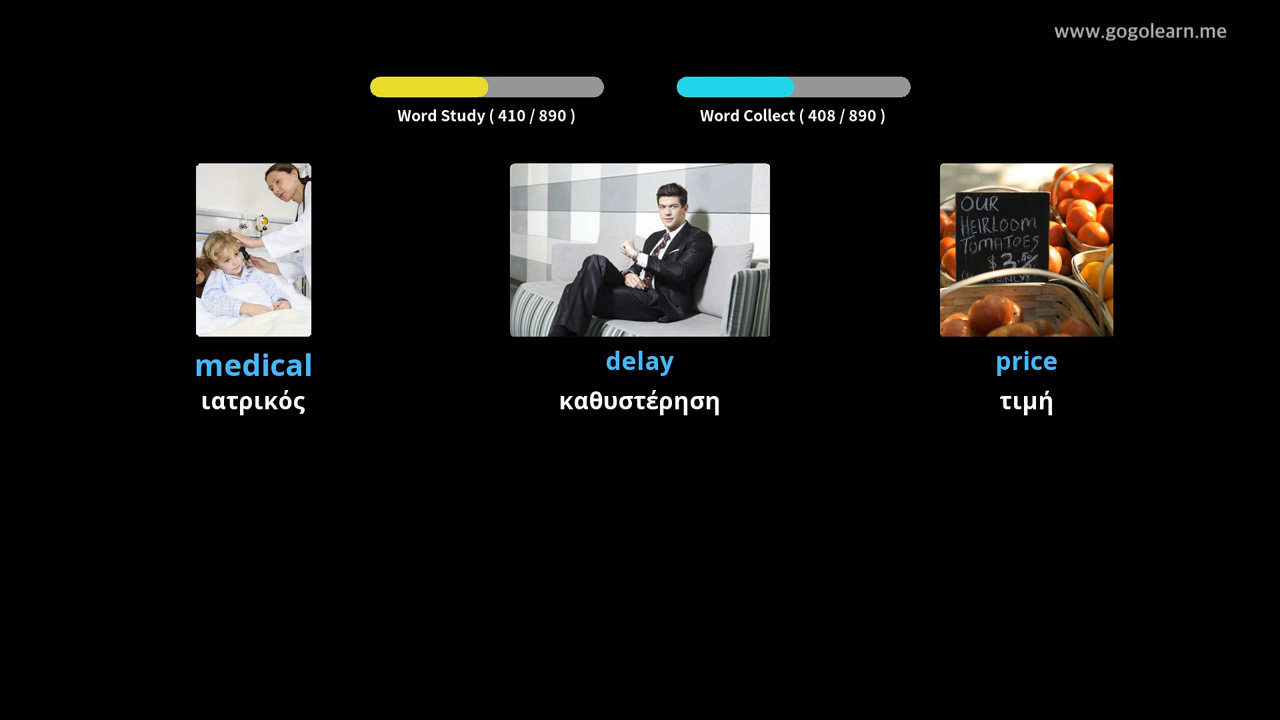 www.gogolearn.me
Word Study ( 410 / 890 )
Word Collect ( 408 / 890 )
OUR
HEIRLOOM
TOMATOES
$3.
medical
delay
price
ιατρικός
καθυστέρηση
τιμή